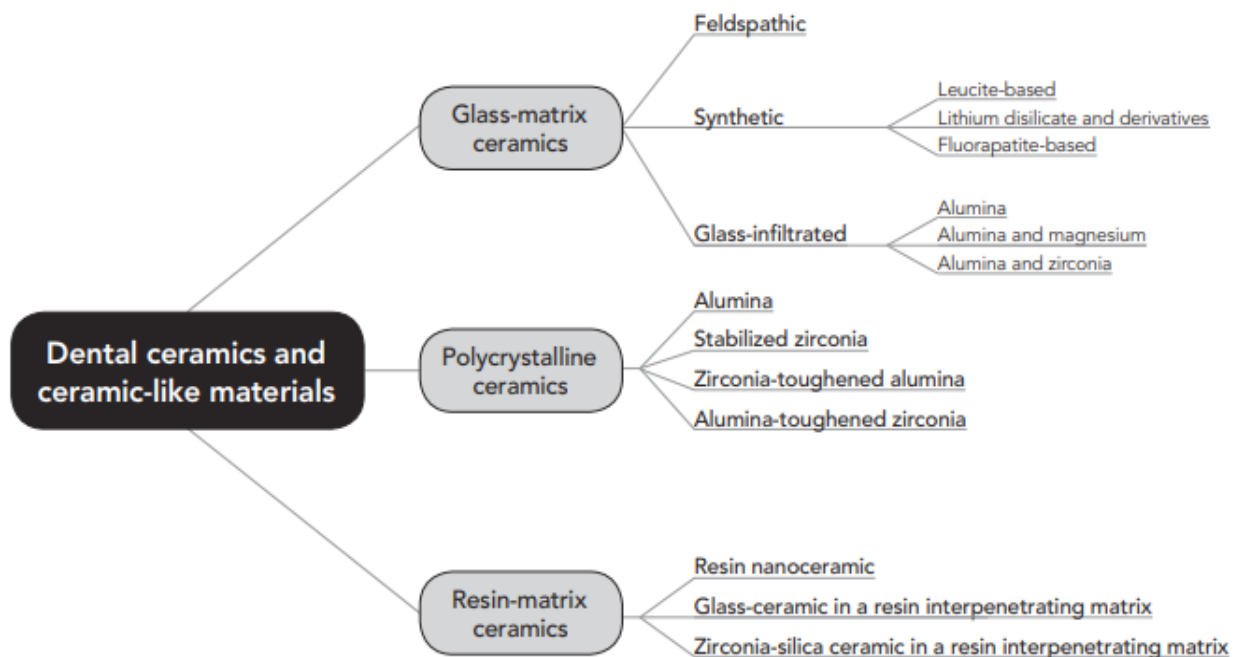 Dental ceramics and
ceramic-like materials
Glass-matrix
ceramics
Feldspathic
Synthetic
Leucite-based
Lithium disilicate and derivatives
Fluorapatite-based
Glass-infiltrated
Alumina
Alumina and magnesium
Alumina and zirconia
Polycrystalline
ceramics
Alumina
Stabilized zirconia
Zirconia-toughened alumina
Alumina-toughened zirconia
Resin-matrix
ceramics
Resin nanoceramic
Glass-ceramic in a resin interpenetrating matrix
Zirconia-silica ceramic in a resin interpenetrating matrix